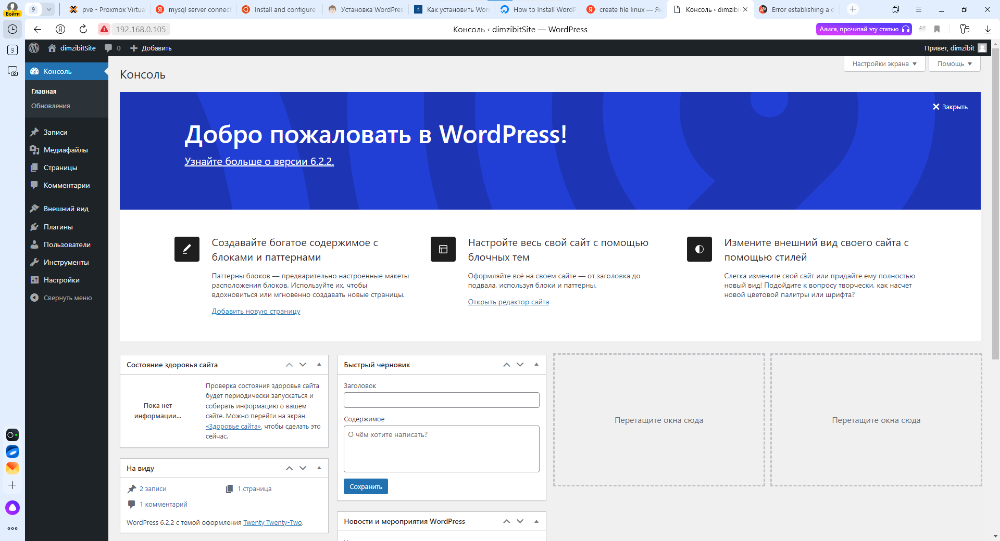 Войти
9
pve - Proxmox Virtua
mysql server connect
Install and configure
Установка WordPres
Как установить Wor
How to Install WordP
create file linux — Ян
Консоль ‹ dimzibi
Error establishing a d
192.168.0.105
Консоль ‹ dimzibitSite — WordPress
Алиса, прочитай эту статью
9
dimzibitSite
0
Добавить
Привет, dimzibit
Консоль
Главная
Обновления
Записи
Медиафайлы
Страницы
Комментарии
Внешний вид
Плагины
Пользователи
Инструменты
Настройки
Свернуть меню
Настройки экрана
Помощь
Консоль
Закрыть
Добро пожаловать в WordPress!
Узнайте больше о версии 6.2.2.
Создавайте богатое содержимое с
блоками и паттернами
Паттерны блоков — предварительно настроенные макеты
расположения блоков. Используйте их, чтобы
вдохновиться или мгновенно создавать новые страницы.
Добавить новую страницу
Настройте весь свой сайт с помощью
блочных тем
Оформляйте всё на своем сайте — от заголовка до
подвала, используя блоки и паттерны.
Открыть редактор сайта
Измените внешний вид своего сайта с
помощью стилей
Слегка измените свой сайт или придайте ему полностью
новый вид! Подойдите к вопросу творчески, как насчет
новой цветовой палитры или шрифта?
Состояние здоровья сайта
Пока нет
информации...
Проверка состояния здоровья сайта
будет периодически запускаться и
собирать информацию о вашем
сайте. Можно перейти на экран
«Здоровье сайта», чтобы сделать это
сейчас.
На виду
2 записи
1 страница
1 комментарий
WordPress 6.2.2 с темой оформления Twenty Twenty-Two.
Быстрый черновик
Заголовок
Содержимое
О чём хотите написать?
Сохранить
Новости и мероприятия WordPress
Перетащите окна сюда
Перетащите окна сюда